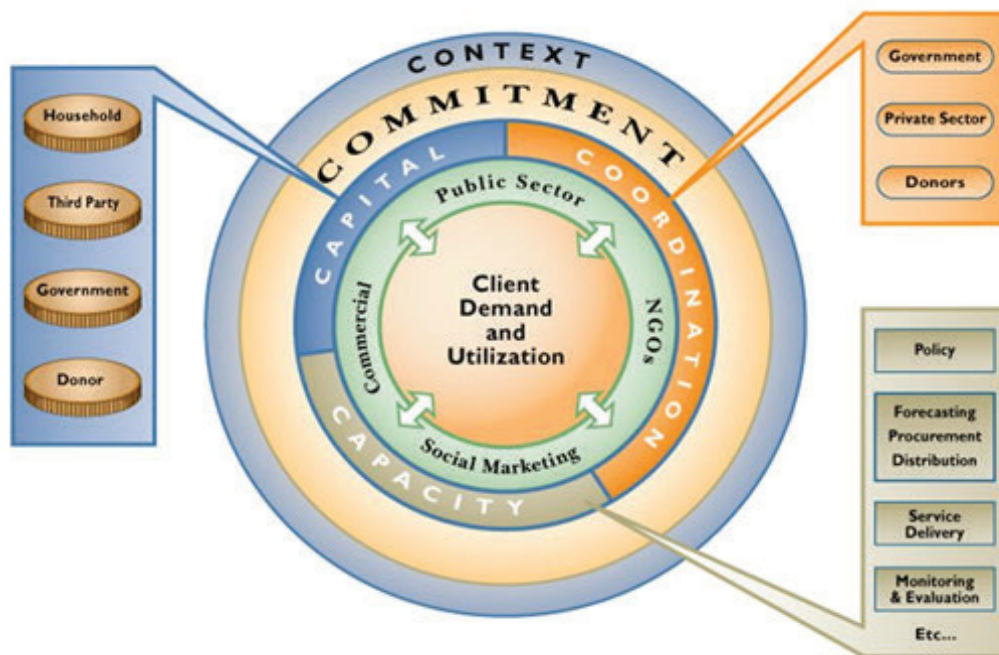 CONTEXT
COMMITMENT
CAPITAL
COORDINATION
CAPACITY
Public Sector
NGOs
Social Marketing
Commercial
Client
Demand
and
Utilization
Household
Third Party
Government
Donor
Government
Private Sector
Donors
Policy
Forecasting
Procurement
Distribution
Service
Delivery
Monitoring
& Evaluation
Etc...